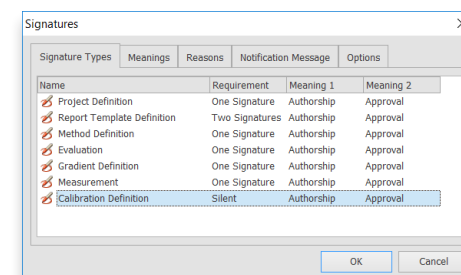 Signatures
Signature Types Meanings Reasons Notification Message Options
Name Requirement Meaning 1 Meaning 2
Project Definition One Signature Authorship Approval
Report Template Definition Two Signatures Authorship Approval
Method Definition One Signature Authorship Approval
Evaluation One Signature Authorship Approval
Gradient Definition One Signature Authorship Approval
Measurement One Signature Authorship Approval
Calibration Definition Silent Authorship Approval
OK Cancel